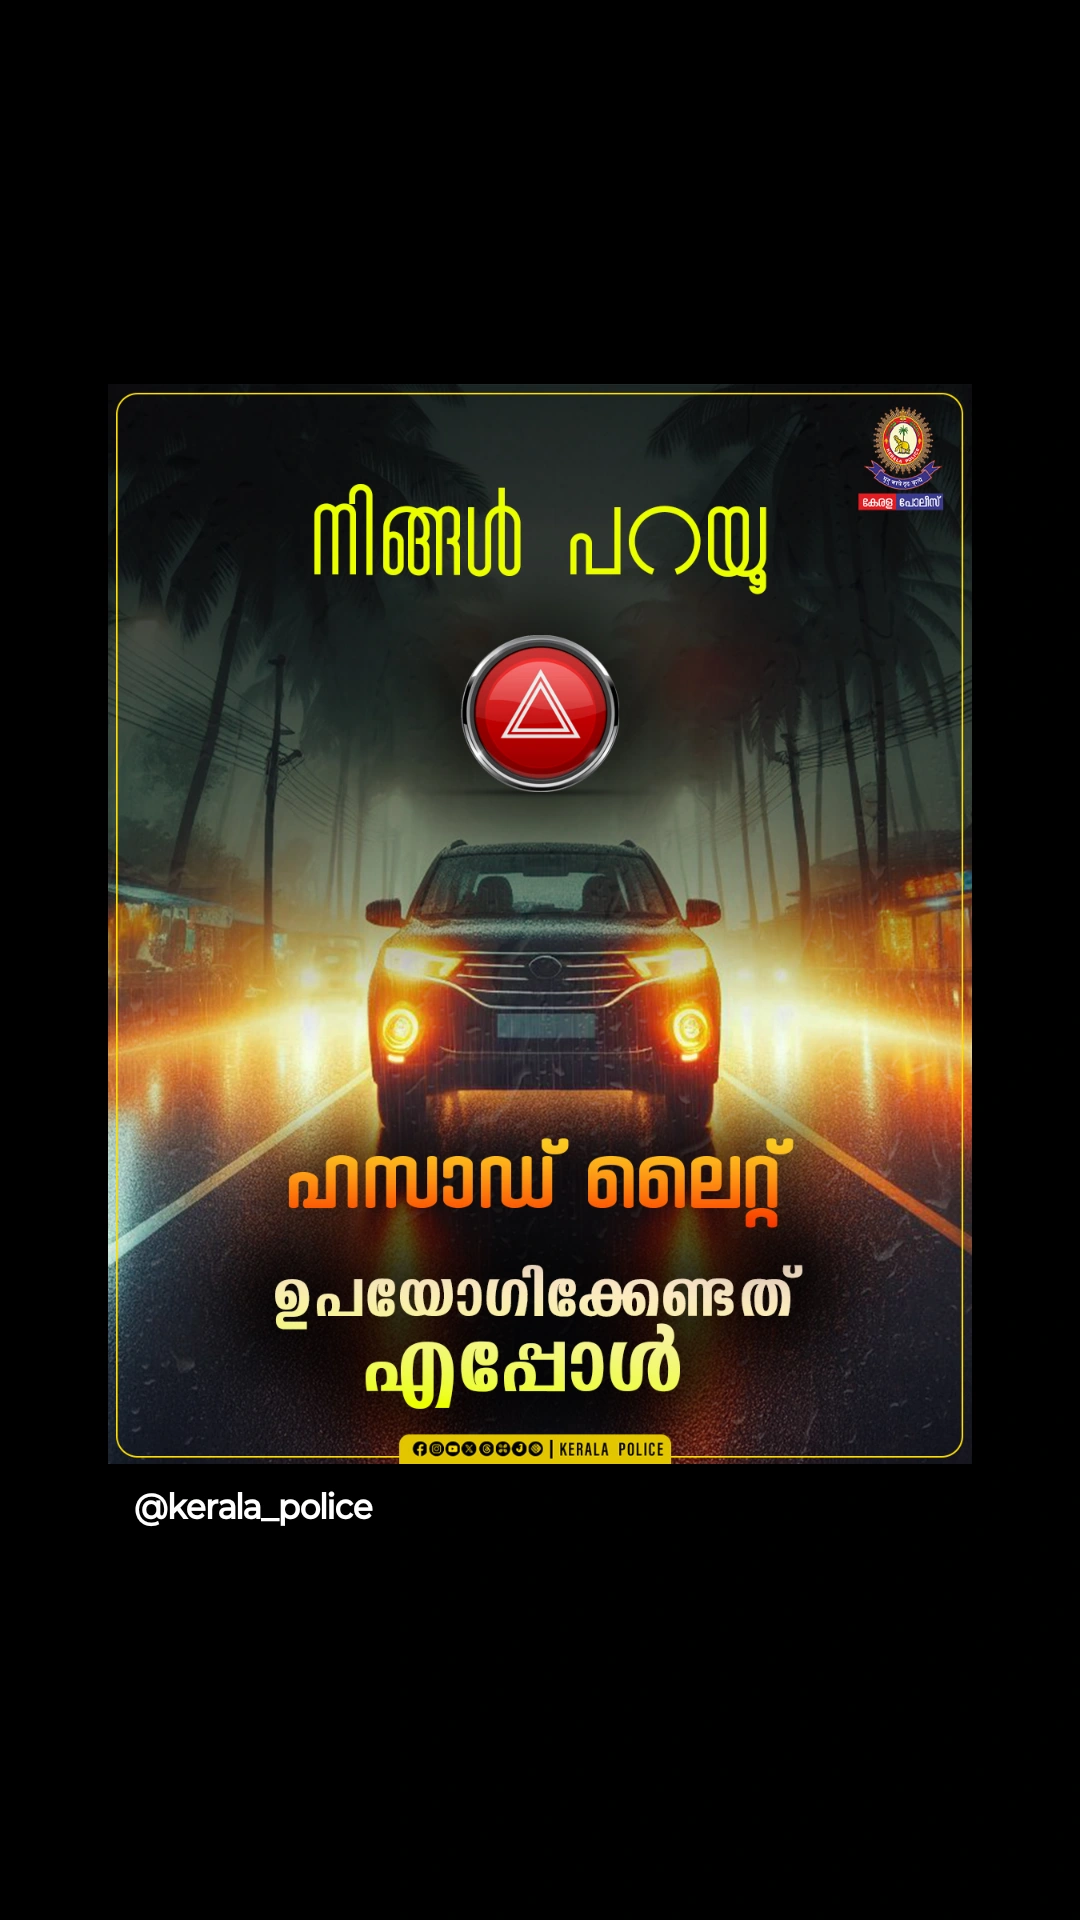 നിങ്ങൾ പറയൂ
കേരള പോലീസ്
ഹസാഡ് ലൈറ്റ്
ഉപയോഗിക്കേണ്ടത്
എപ്പോൾ
KERALA POLICE
@kerala_police